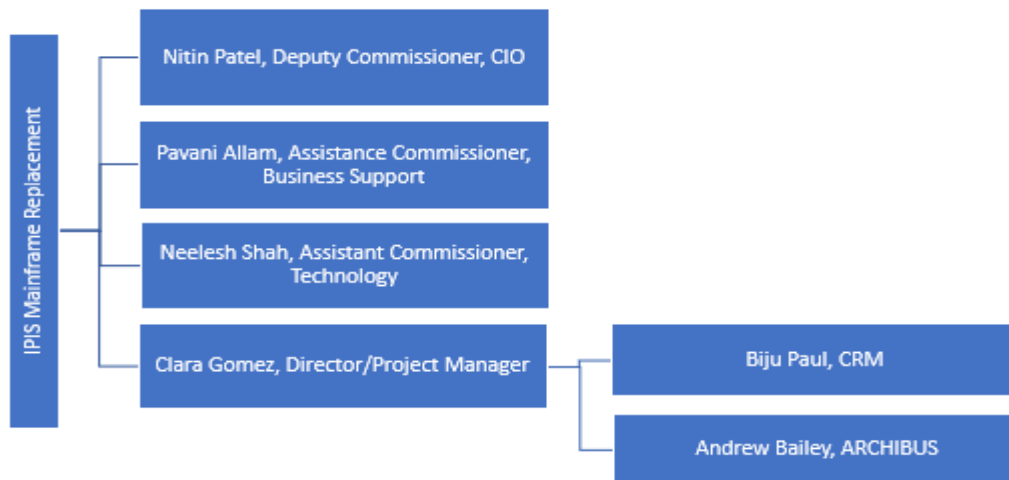 IPIS Mainframe Replacement
Nitin Patel, Deputy Commissioner, CIO
Pavani Allam, Assistance Commissioner,
Business Support
Neelesh Shah, Assistant Commissioner,
Technology
Clara Gomez, Director/Project Manager
Biju Paul, CRM
Andrew Bailey, ARCHIBUS